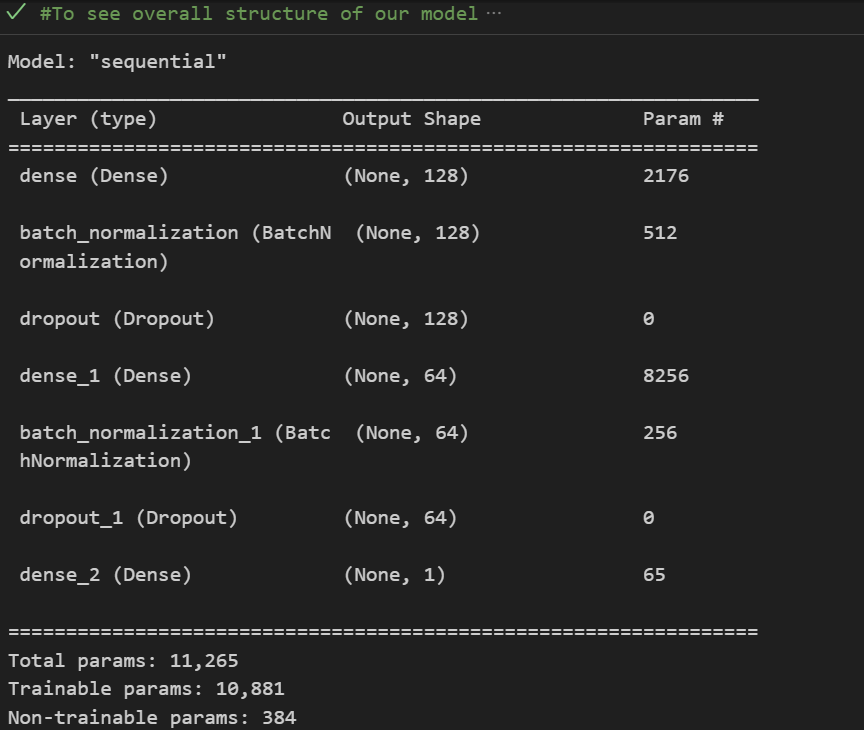 #To see overall structure of our model ...
Model: "sequential"
_________________________________________________________________
Layer (type) Output Shape Param #
=================================================================
dense (Dense) (None, 128) 2176
batch_normalization (BatchN (None, 128) 512
ormalization)
dropout (Dropout) (None, 128) 0
dense_1 (Dense) (None, 64) 8256
batch_normalization_1 (Batc (None, 64) 256
hNormalization)
dropout_1 (Dropout) (None, 64) 0
dense_2 (Dense) (None, 1) 65
=================================================================
Total params: 11,265
Trainable params: 10,881
Non-trainable params: 384